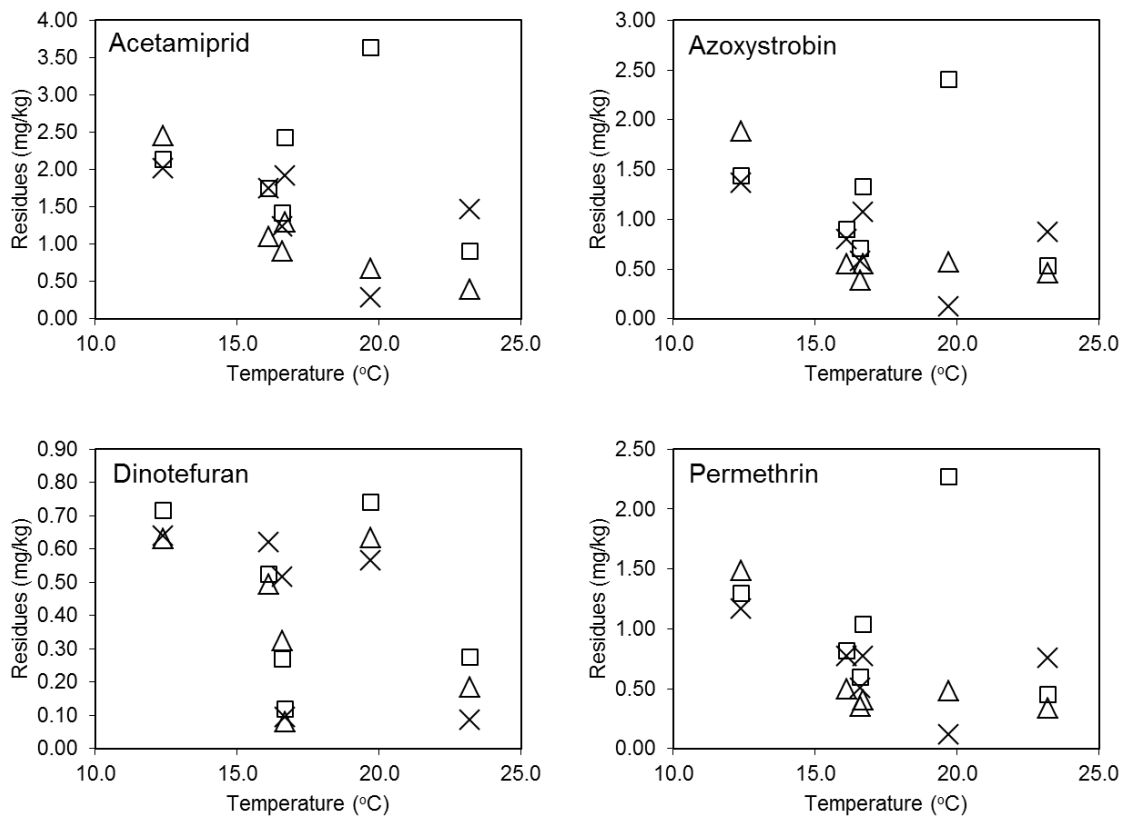 Acetamiprid
Residues (mg/kg)
4.00
3.50
3.00
2.50
2.00
1.50
1.00
0.50
0.00
10.0 15.0 20.0 25.0
Temperature (°C)
Azoxystrobin
Residues (mg/kg)
3.00
2.50
2.00
1.50
1.00
0.50
0.00
10.0 15.0 20.0 25.0
Temperature (°C)
Dinotefuran
Residues (mg/kg)
0.90
0.80
0.70
0.60
0.50
0.40
0.30
0.20
0.10
0.00
10.0 15.0 20.0 25.0
Temperature (°C)
Permethrin
Residues (mg/kg)
2.50
2.00
1.50
1.00
0.50
0.00
10.0 15.0 20.0 25.0
Temperature (°C)